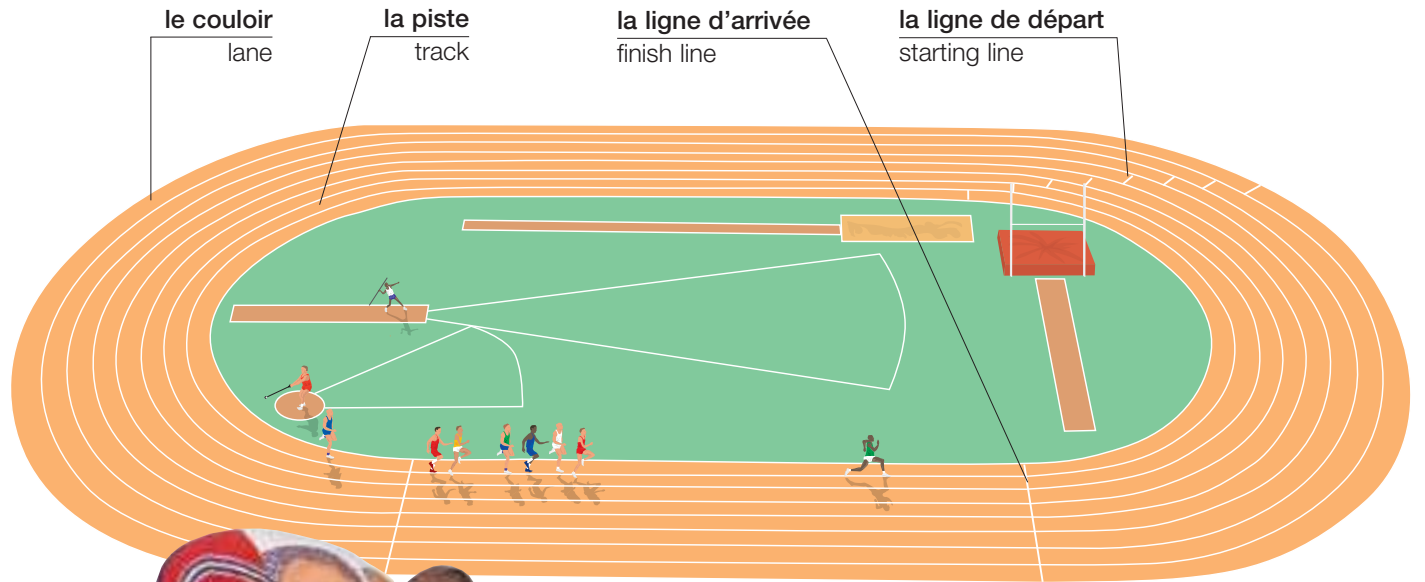 le couloir
lane
la piste
track
la ligne d’arrivée
finish line
la ligne de départ
starting line